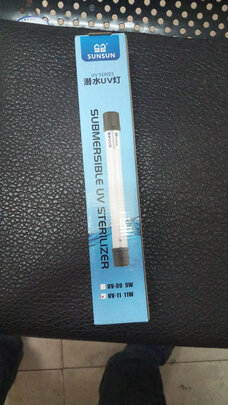 SUNSUN
UV SERIES
潜水UV灯
SUBMERSIBLE UV STERILIZER
UV-09 9W
UV-11 11W